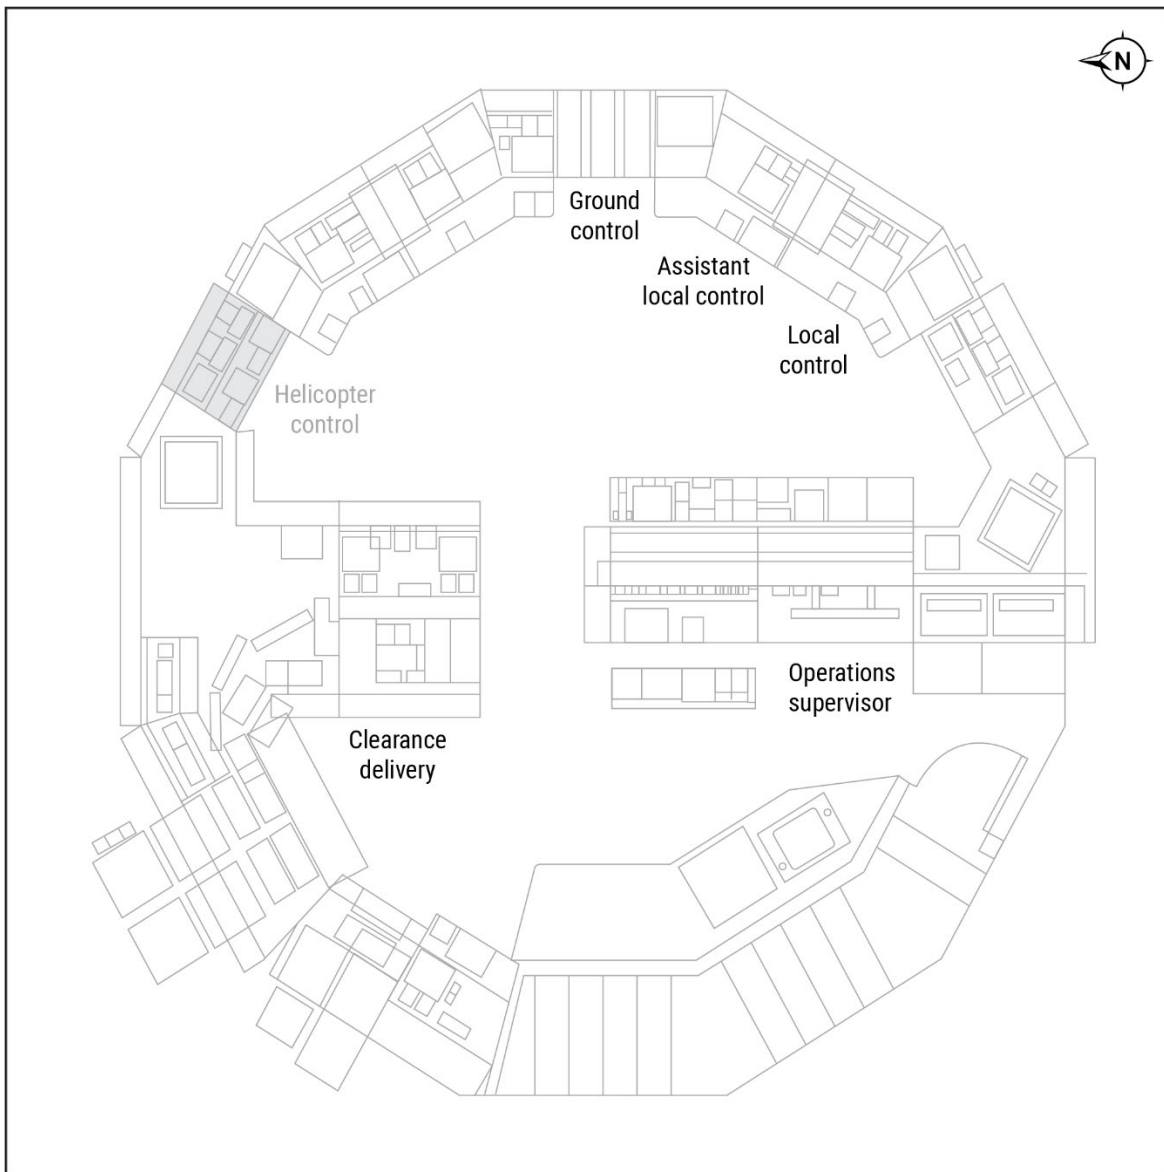 N
Ground
control
Assistant
local control
Local
control
Helicopter
control
Operations
supervisor
Clearance
delivery